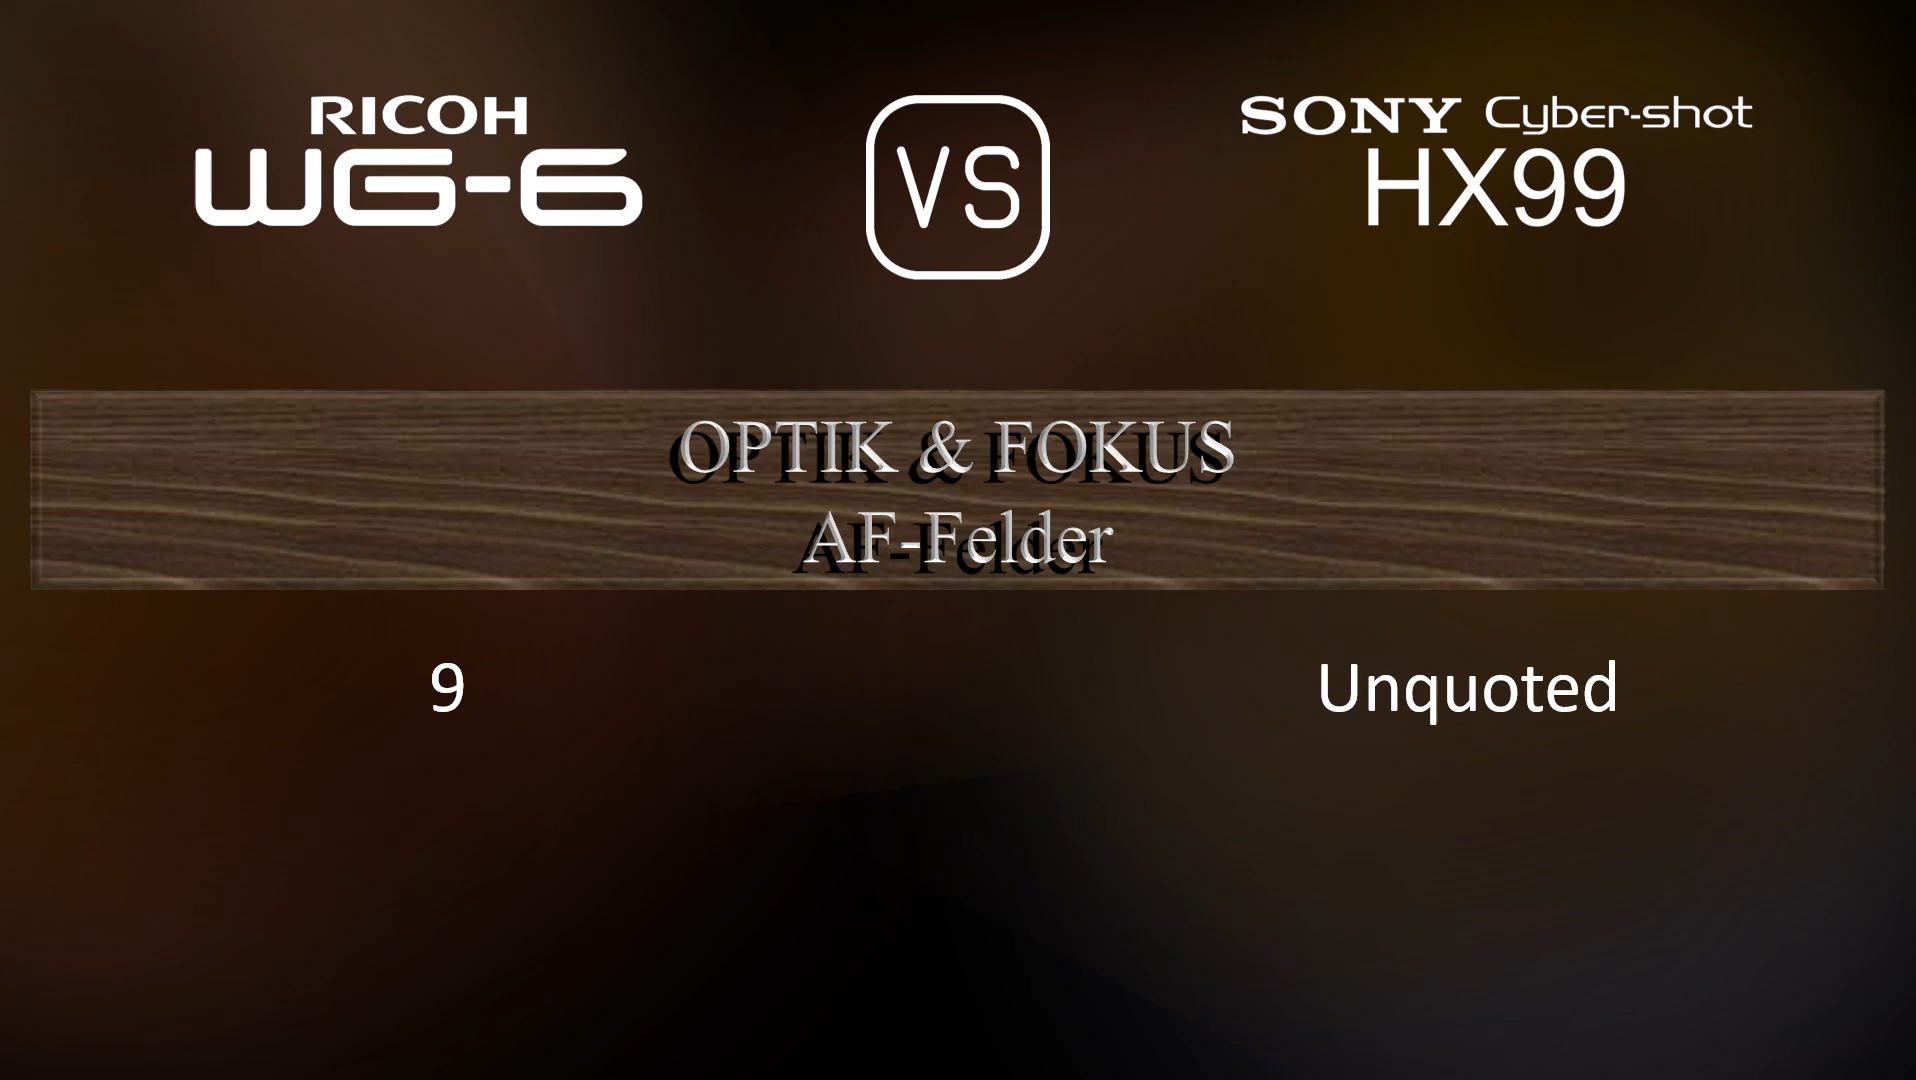 RICOH
WG-6
VS
SONY Cyber-shot
HX99
OPTIK & FOKUS
AF-Felder
9
Unquoted